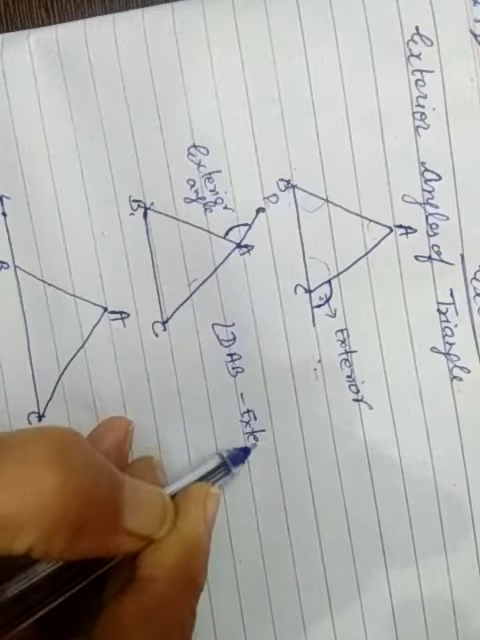 Exterior Angles of Triangle
A
B
C
Exterior
D
Exterior
angle
A
B
C
∠DAB - Exte
A
B
C